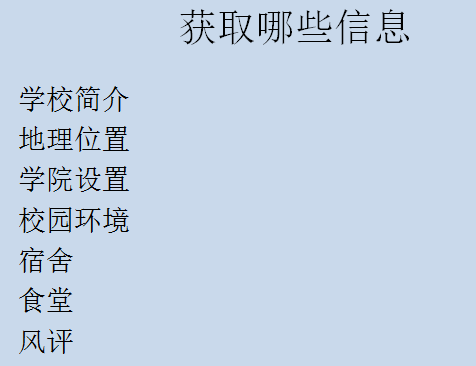 获取哪些信息
学校简介
地理位置
学院设置
校园环境
宿舍
食堂
风评